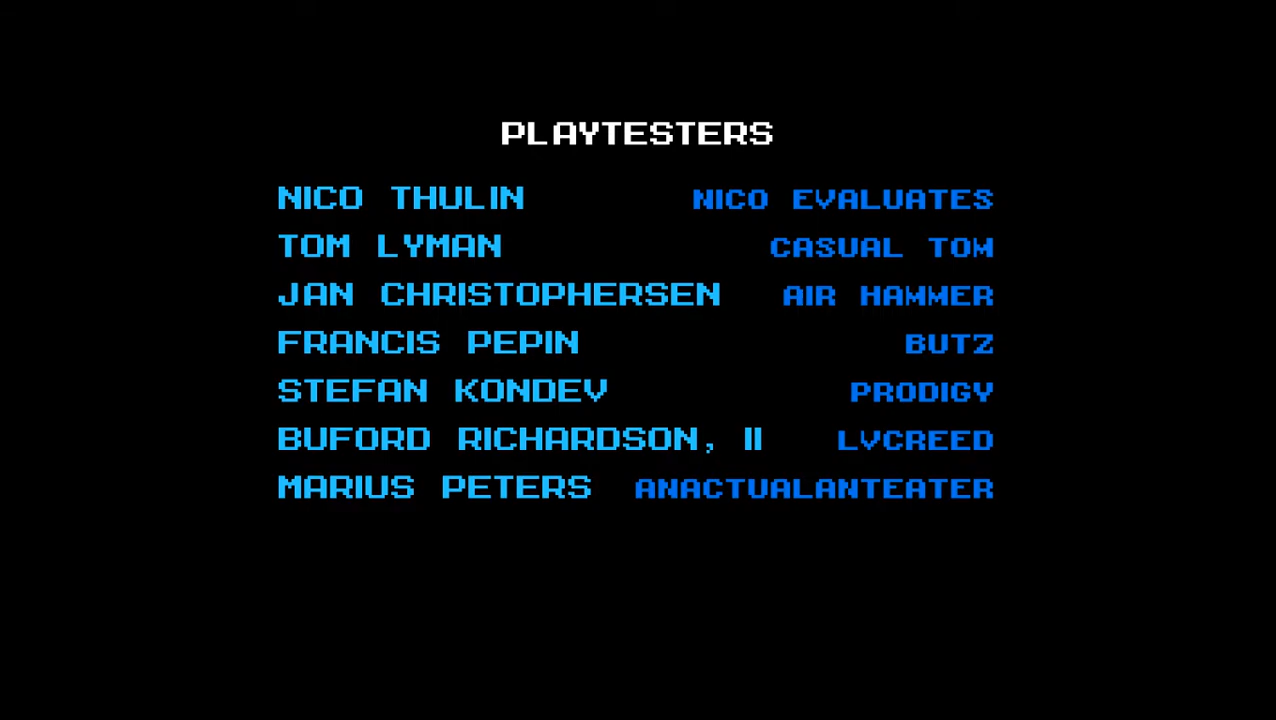 PLAYTESTERS
NICO THULIN NICO EVALUATES
TOM LYMAN CASUAL TOM
JAN CHRISTOPHERSEN AIR HAMMER
FRANCIS PEPIN BUTZ
STEFAN KONDEV PRODIGY
BUFORD RICHARDSON, II LVCREED
MARIUS PETERS ANACTUALANTEATER